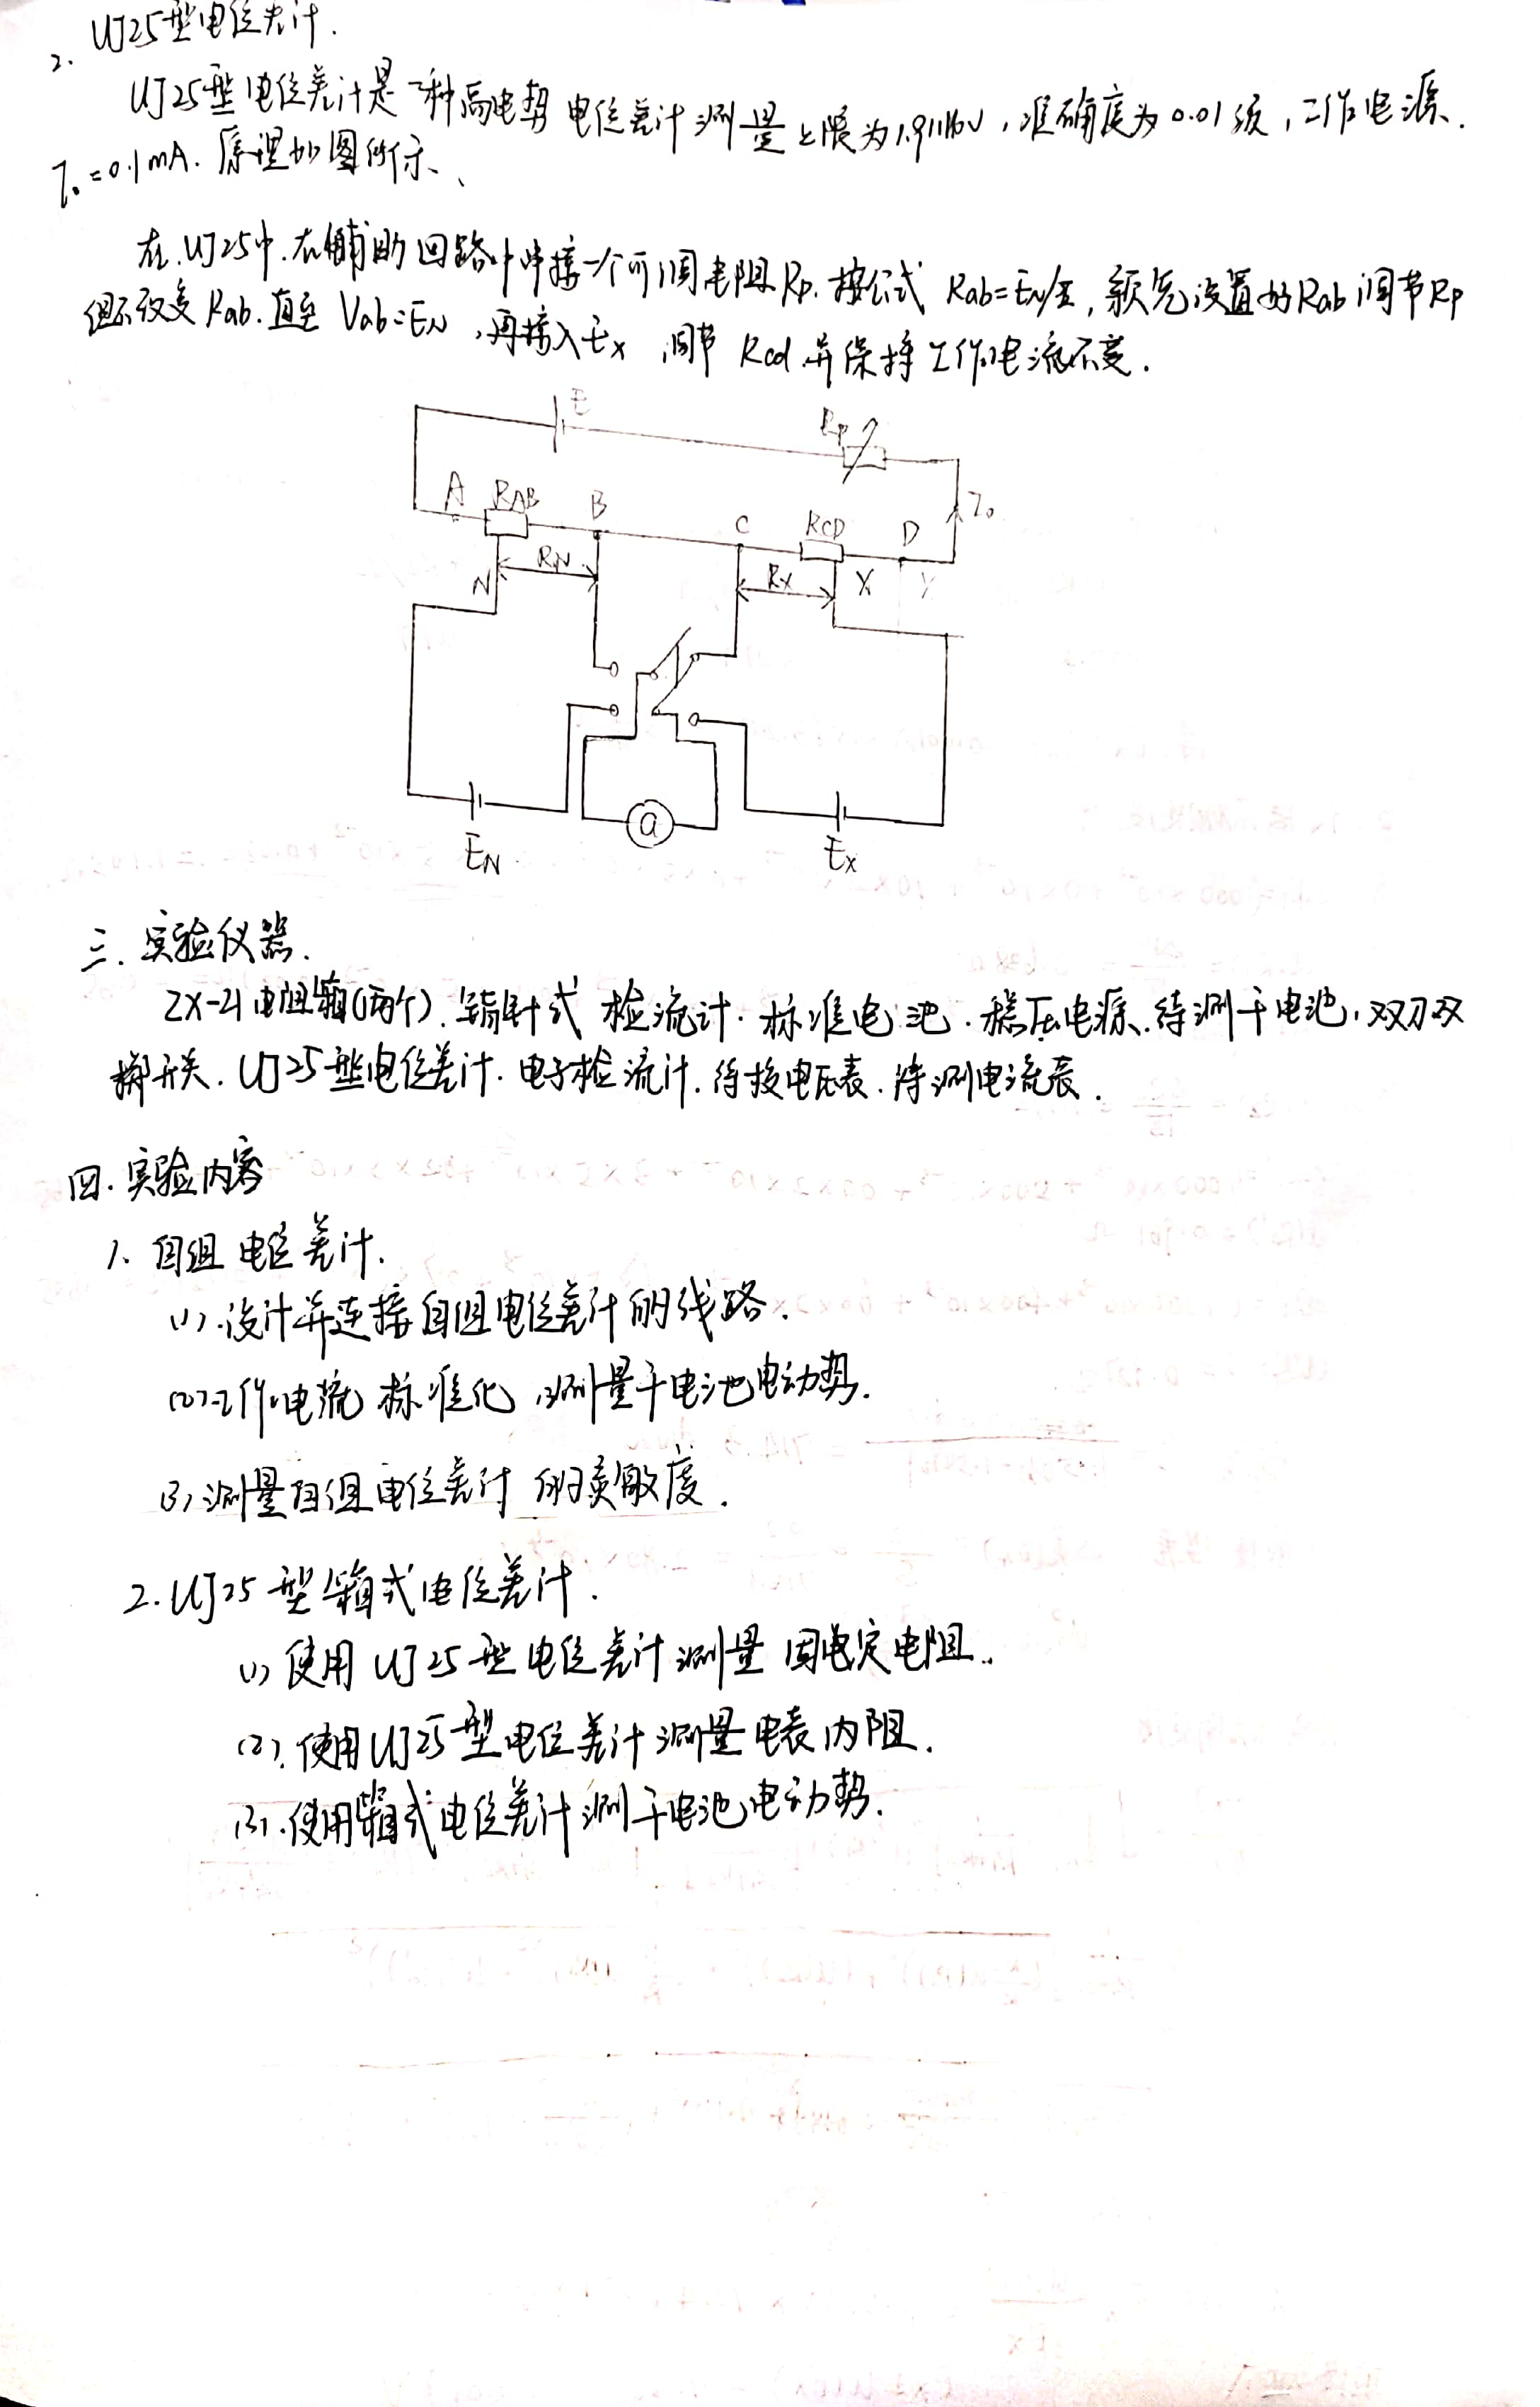 2. UJ25型电位差计.
UJ25型电位差计是一种高电势电位差计测量上限为1.91110V，准确度为0.01级，工作电源.
I₀=0.1mA. 原理如图所示、
在.UJ25中.在辅助回路中串接一个可调电阻Rp. 按公式 Rab=EN/I, 预先设置好Rab调节Rp
但不改变Rab.直至 Vab=EN ,再接入Ex ,调节 Rcd 并保持工作电流不变.
E
Rp
A RAB B C RCD D I₀
N RN Rx X Y
G
EN Ex
三. 实验仪器.
ZX-21电阻箱(两个). 指针式检流计. 标准电池. 稳压电源. 待测干电池, 双刀双
掷开关. UJ25型电位差计. 电子检流计. 待校电压表. 待测电流表.
四. 实验内容
1. 自组电位差计.
(1).设计并连接自组电位差计的线路.
(2)工作电流标准化,测量干电池电动势.
(3)测量自组电位差计的灵敏度.
2. UJ25型箱式电位差计.
(1) 使用UJ25型电位差计测量固定电阻.
(2). 使用UJ25型电位差计测量电表内阻.
(3).使用箱式电位差计测干电池电动势.